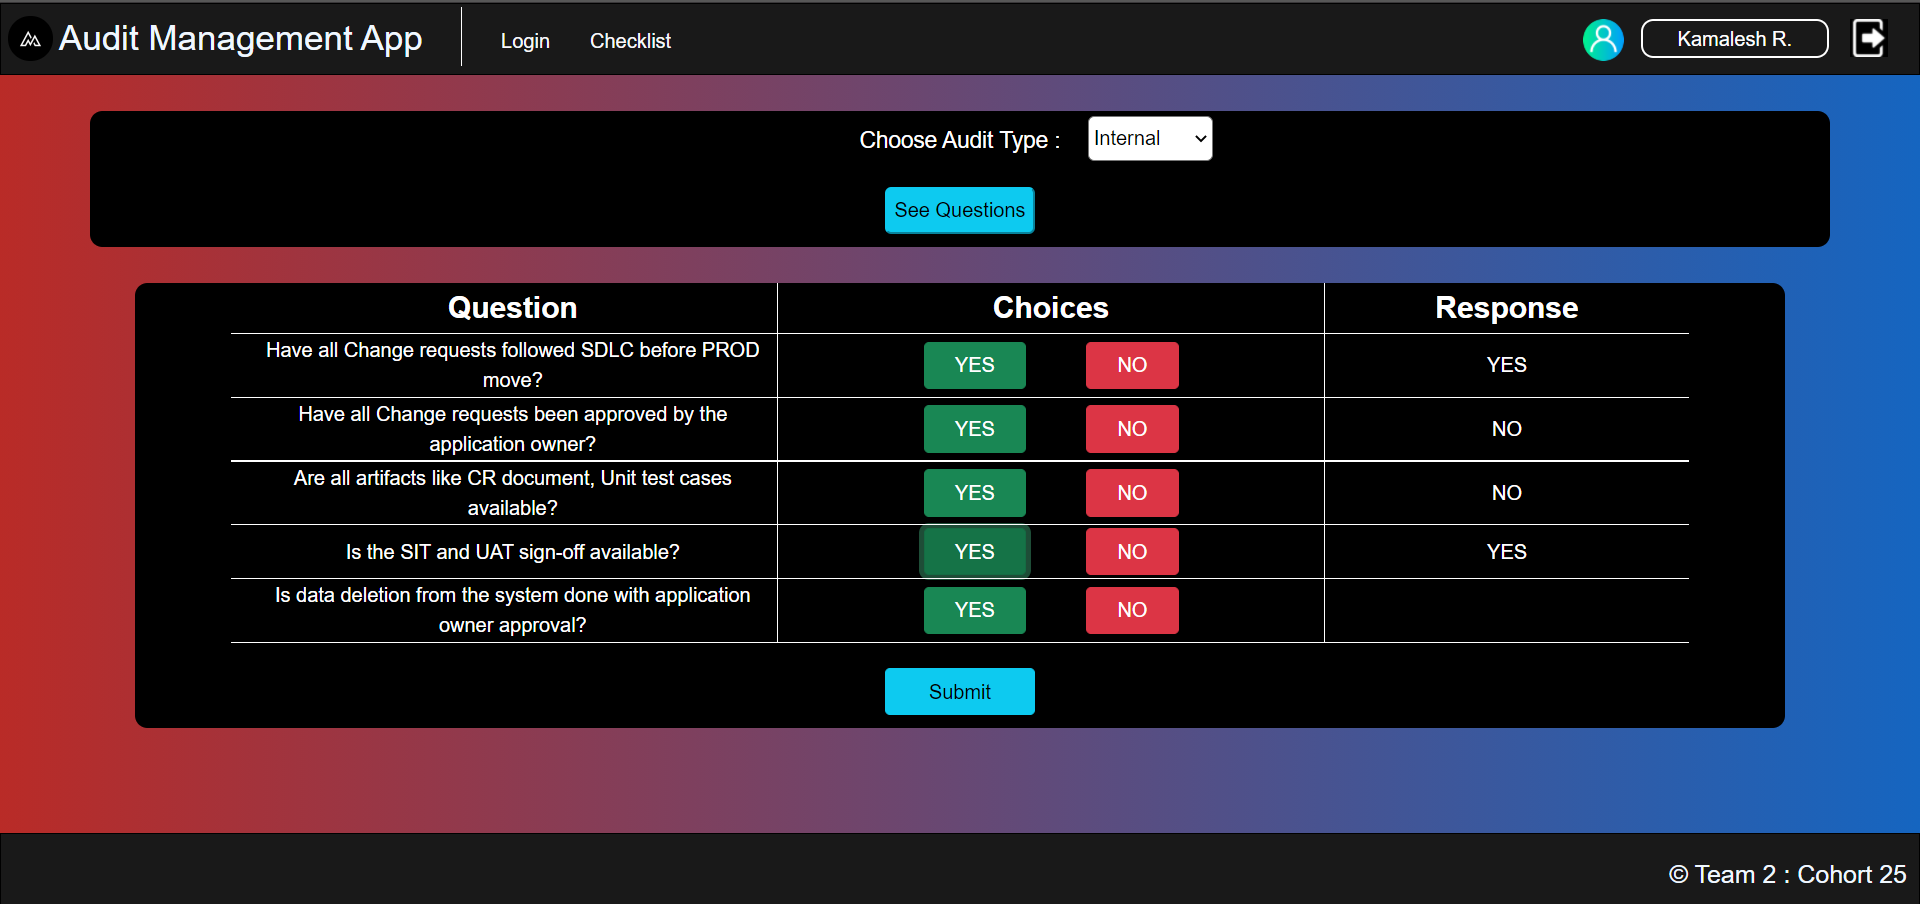 Audit Management App
Login
Checklist
Kamalesh R.
Choose Audit Type :
Internal
See Questions
Question
Choices
Response
Have all Change requests followed SDLC before PROD
move?
YES
NO
YES
Have all Change requests been approved by the
application owner?
YES
NO
NO
Are all artifacts like CR document, Unit test cases
available?
YES
NO
NO
Is the SIT and UAT sign-off available?
YES
NO
YES
Is data deletion from the system done with application
owner approval?
YES
NO
Submit
© Team 2 : Cohort 25